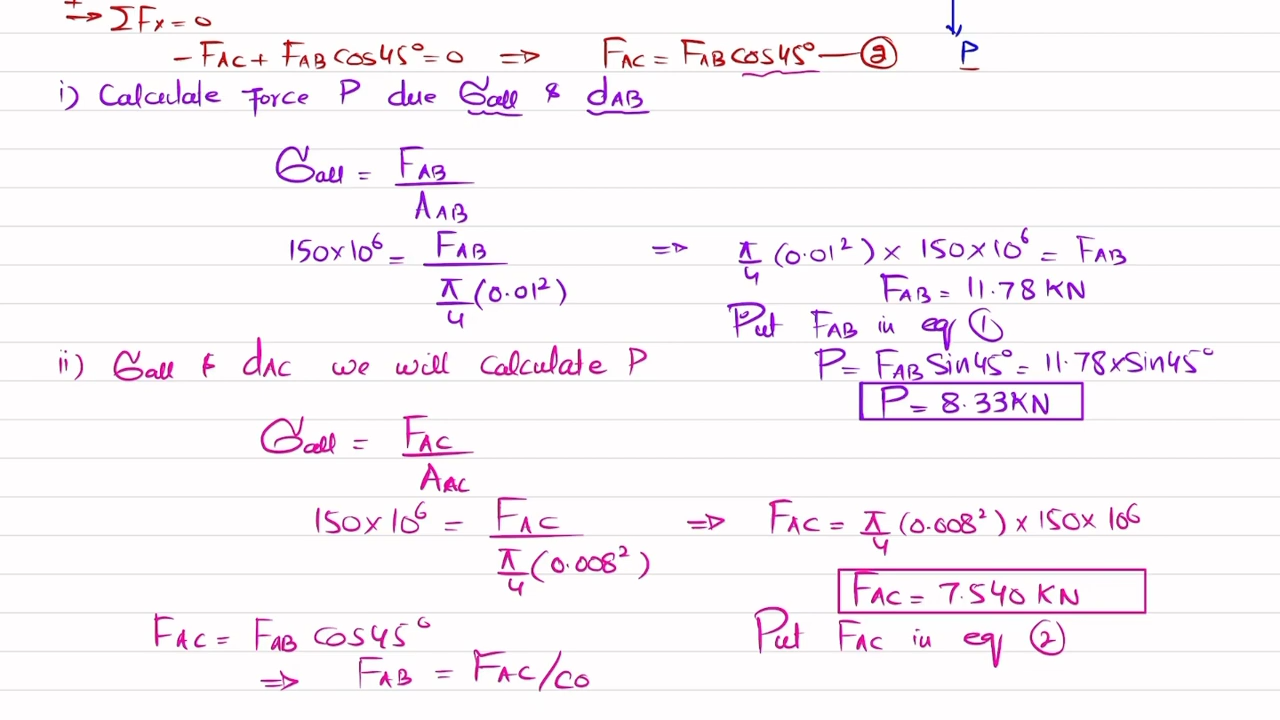 +→ ΣFx = 0
P
- FAC + FAB cos45° = 0 ⇒ FAC = FAB cos45° — ②
i) Calculate force P due σall & dAB
σall = FAB / AAB
150×10⁶ = FAB / π/4 (0.01²) ⇒ π/4 (0.01²) × 150×10⁶ = FAB
FAB = 11.78 KN
Put FAB in eq ①
ii) σall & dAC we will calculate P
P = FAB Sin45° = 11.78×Sin45°
P = 8.33KN
σall = FAC / AAC
150×10⁶ = FAC / π/4 (0.008²) ⇒ FAC = π/4 (0.008²) × 150×10⁶
FAC = 7.540 KN
FAC = FAB cos45°
Put FAC in eq ②
⇒ FAB = FAC/co